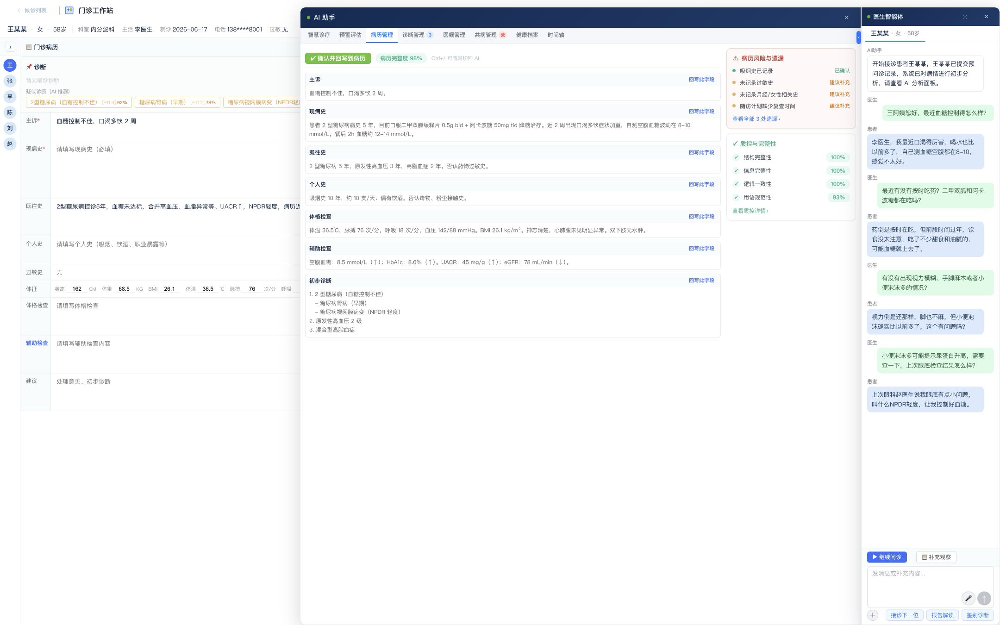 候诊列表
门诊工作站
王某某 · 女 · 58岁 科室 内分泌科 主治 李医生 就诊 2026-06-17 电话 138****8001 过敏 无
王
张
李
陈
刘
赵
门诊病历
诊断
暂无确诊诊断
疑似诊断（AI 推测）
2型糖尿病（血糖控制不佳） [E11.9] 92%
糖尿病肾病（早期） [E11.2] 78%
糖尿病视网膜病变（NPDR轻
主诉* 血糖控制不佳，口渴多饮 2 周
现病史* 请填写现病史（必填）
既往史 2型糖尿病控诊5年，血糖未达标，合并高血压、血脂异常等。UACR↑，NPDR轻度，病历近
个人史 请填写个人史（吸烟、饮酒、职业暴露等）
过敏史 无
体征 身高 162 CM 体重 68.5 KG BMI 26.1 体温 36.5 ℃ 脉搏 76 次/分 呼吸
体格检查 请填写体格检查
辅助检查 请填写辅助检查内容
建议 处理意见、初步诊断
AI 助手 ×
智慧诊疗 预警评估 病历管理 诊断管理 3 医嘱管理 共病管理 营 健康档案 时间轴
✔ 确认并回写到病历 病历完整度 98% Ctrl+/ 可随时切回 AI
主诉 回写此字段
血糖控制不佳，口渴多饮 2 周。
现病史 回写此字段
患者 2 型糖尿病病史 5 年，目前口服二甲双胍缓释片 0.5g bid + 阿卡波糖 50mg tid 降糖治疗。近 2 周出现口渴多饮症状加重，自测空腹血糖波动在 8–10
mmol/L，餐后 2h 血糖约 12–14 mmol/L。
既往史 回写此字段
2 型糖尿病 5 年，原发性高血压 3 年，高脂血症 2 年。否认药物过敏史。
个人史 回写此字段
吸烟史 10 年，约 10 支/天；偶有饮酒。否认毒物、粉尘接触史。
体格检查 回写此字段
体温 36.5℃，脉搏 76 次/分，呼吸 18 次/分，血压 142/88 mmHg。BMI 26.1 kg/m²。神志清楚，心肺腹未见明显异常。双下肢无水肿。
辅助检查 回写此字段
空腹血糖：8.5 mmol/L（↑）；HbA1c：8.6%（↑）。UACR：45 mg/g（↑）；eGFR：78 mL/min（↓）。
初步诊断 回写此字段
1. 2 型糖尿病（血糖控制不佳）
– 糖尿病肾病（早期）
– 糖尿病视网膜病变（NPDR 轻度）
2. 原发性高血压 2 级
3. 混合型高脂血症
⚠ 病历风险与遗漏
吸烟史已记录 已确认
未记录过敏史 建议补充
未记录月经/女性相关史 建议补充
随访计划缺少复查时间 建议补充
查看全部 3 处遗漏›
✓ 质控与完整性
✓ 结构完整性 100%
✓ 信息完整性 100%
✓ 逻辑一致性 100%
✓ 用语规范性 93%
查看质控详情›
医生智能体 ×
王某某 · 女 · 58岁
AI助手
开始接诊患者王某某，王某某已提交预
问诊记录，系统已对病情进行初步分
析，请查看 AI 分析面板。
医生
王阿姨您好，最近血糖控制得怎么样？
患者
李医生，我最近口渴得厉害，喝水也比
以前多了，自己测血糖空腹都在8–10，
感觉不太好。
医生
最近有没有按时吃药？二甲双胍和阿卡
波糖都在吃吗？
患者
药倒是按时在吃，但前段时间过年，饮
食没太注意，吃了不少甜食和油腻的，
可能血糖就上去了。
医生
有没有出现视力模糊、手脚麻木或者小
便泡沫多的情况？
患者
视力倒是还那样，脚也不麻，但小便泡
沫确实比以前多了，这个有问题吗？
医生
小便泡沫多可能提示尿蛋白升高，需要
查一下。上次眼底检查结果怎么样？
患者
上次眼科赵医生说我眼底有点小问题，
叫什么NPDR轻度，让我控制好血糖。
▶ 继续问诊 补充观察
发消息或补充内容...
接诊下一位 报告解读 鉴别诊断